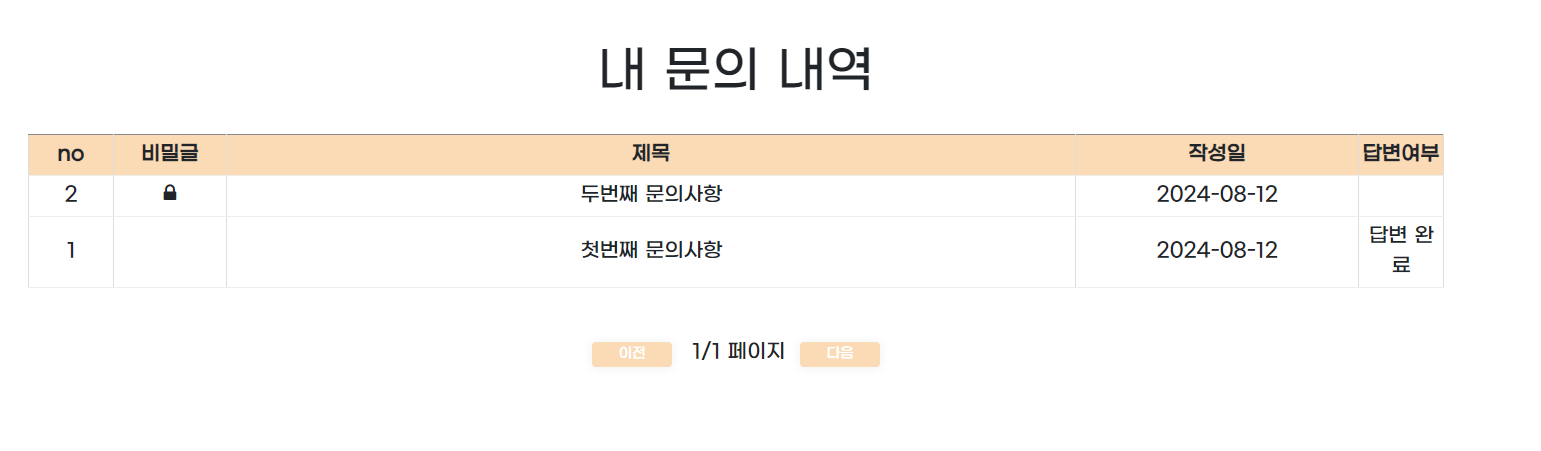 내 문의 내역
no 비밀글 제목 작성일 답변여부
2 두번째 문의사항 2024-08-12
1 첫번째 문의사항 2024-08-12 답변 완
료
이전 1/1 페이지 다음